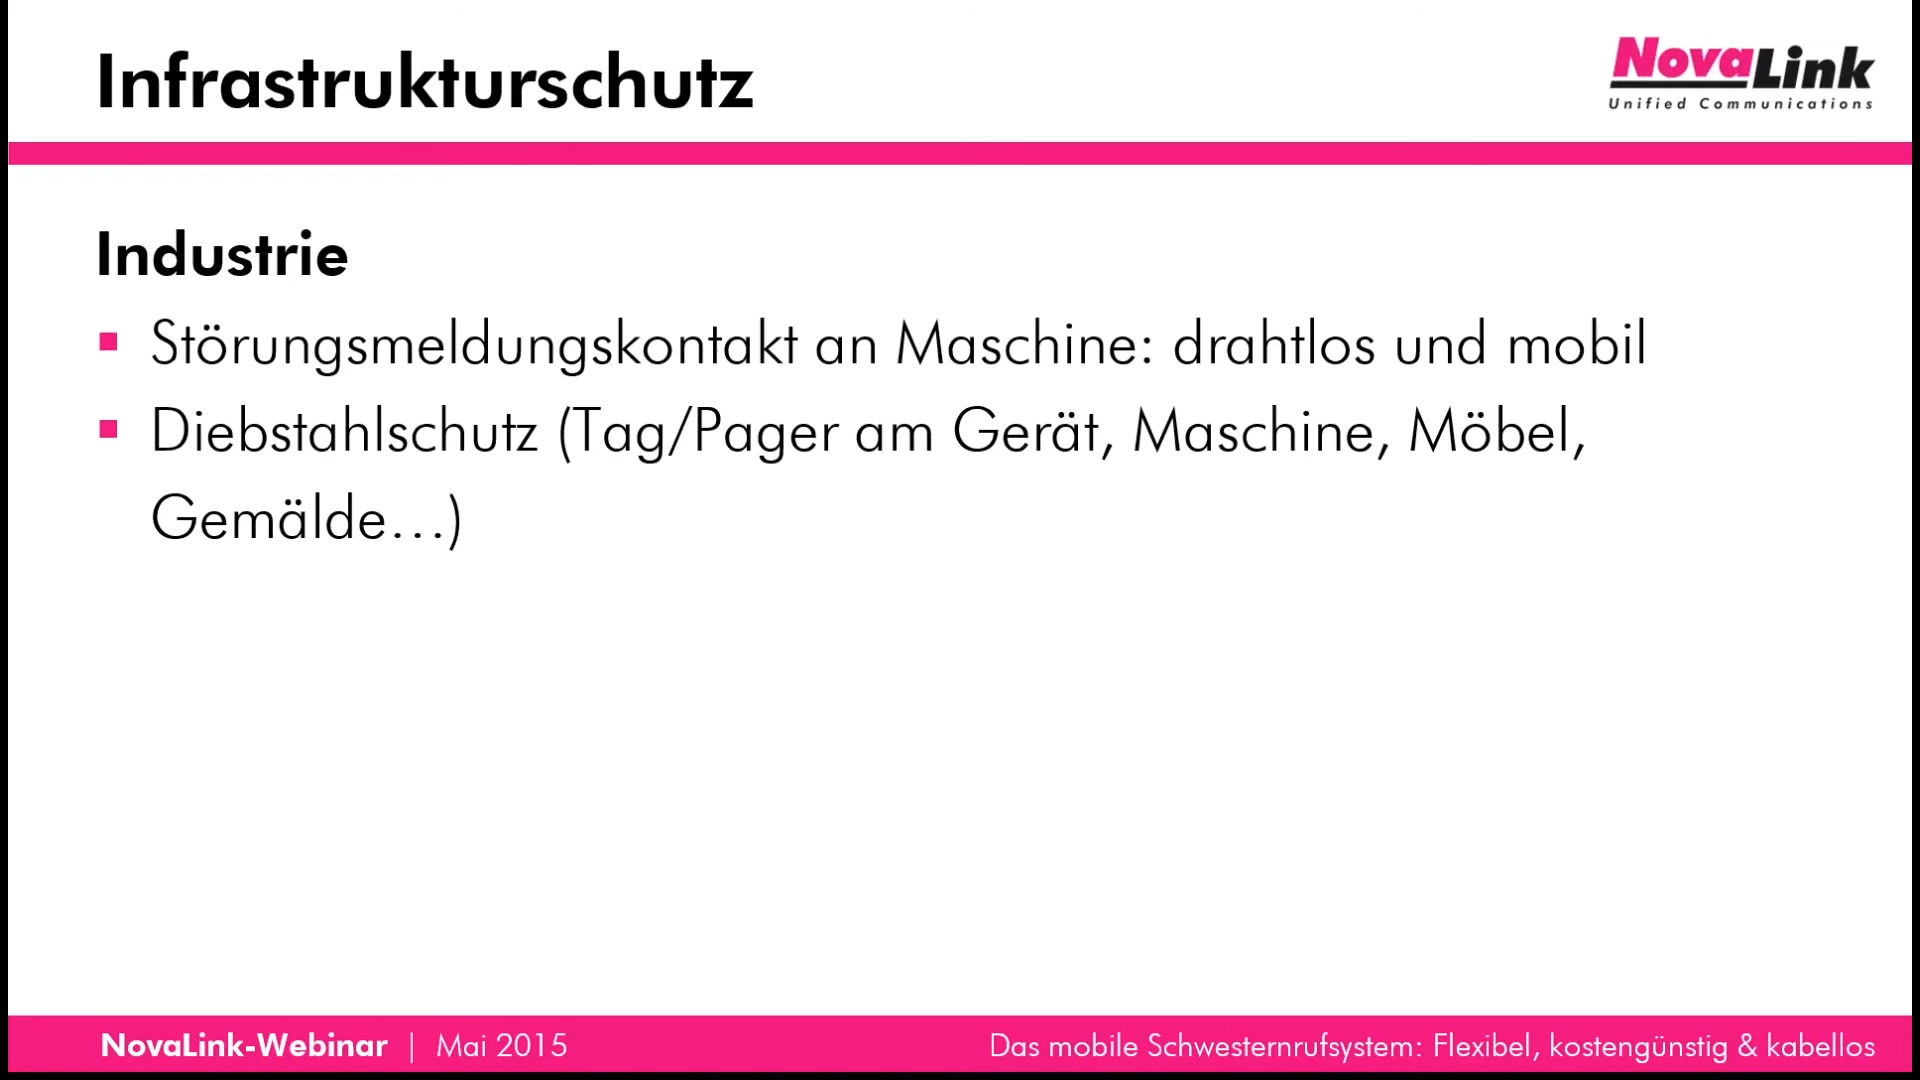 Infrastrukturschutz
NovaLink
Unified Communications
Industrie
Störungsmeldungskontakt an Maschine: drahtlos und mobil
Diebstahlschutz (Tag/Pager am Gerät, Maschine, Möbel,
Gemälde…)
NovaLink-Webinar | Mai 2015
Das mobile Schwesternrufsystem: Flexibel, kostengünstig & kabellos